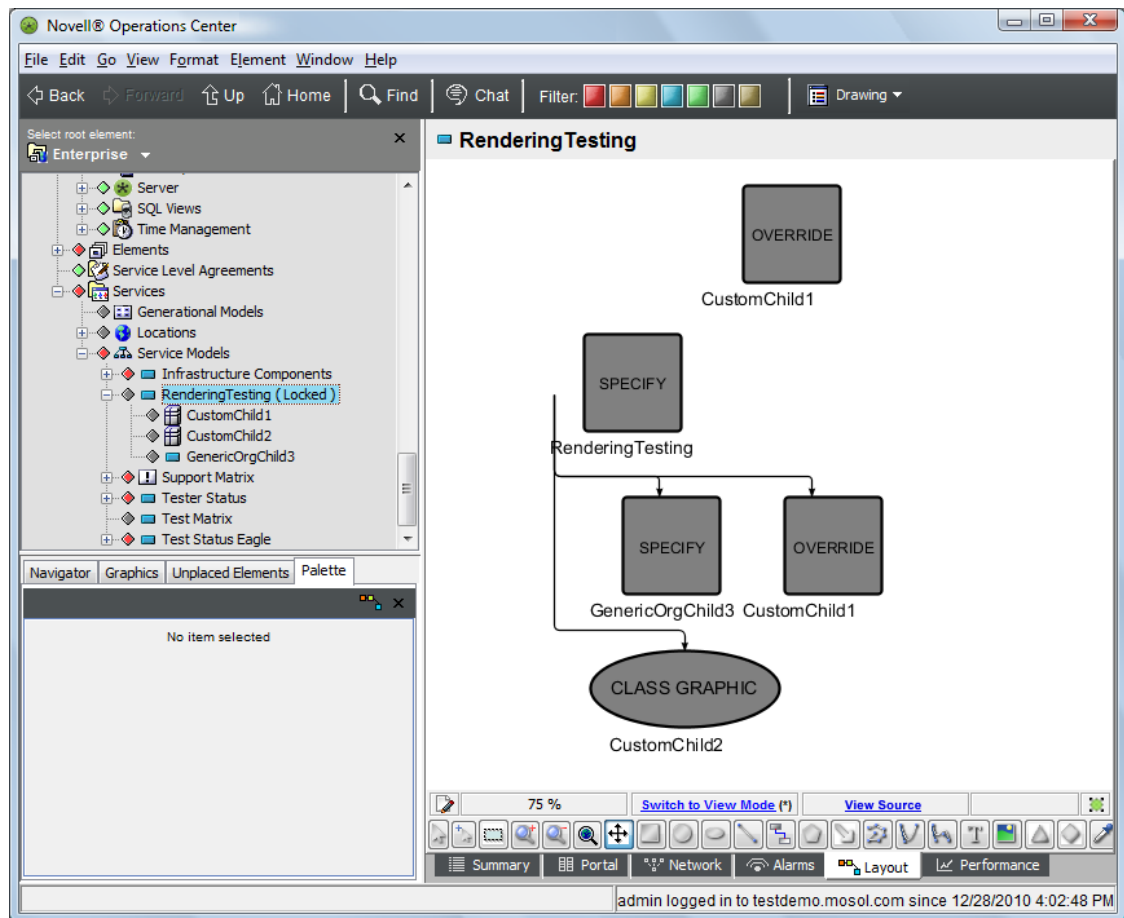 Novell® Operations Center
File Edit Go View Format Element Window Help
Back Forward Up Home Find Chat Filter: Drawing
Select root element:
Enterprise
Server
SQL Views
Time Management
Elements
Service Level Agreements
Services
Generational Models
Locations
Service Models
Infrastructure Components
RenderingTesting ( Locked )
CustomChild1
CustomChild2
GenericOrgChild3
Support Matrix
Tester Status
Test Matrix
Test Status Eagle
Navigator Graphics Unplaced Elements Palette
No item selected
RenderingTesting
OVERRIDE
CustomChild1
SPECIFY
RenderingTesting
SPECIFY OVERRIDE
GenericOrgChild3 CustomChild1
CLASS GRAPHIC
CustomChild2
75 % Switch to View Mode (*) View Source
Summary Portal Network Alarms Layout Performance
admin logged in to testdemo.mosol.com since 12/28/2010 4:02:48 PM